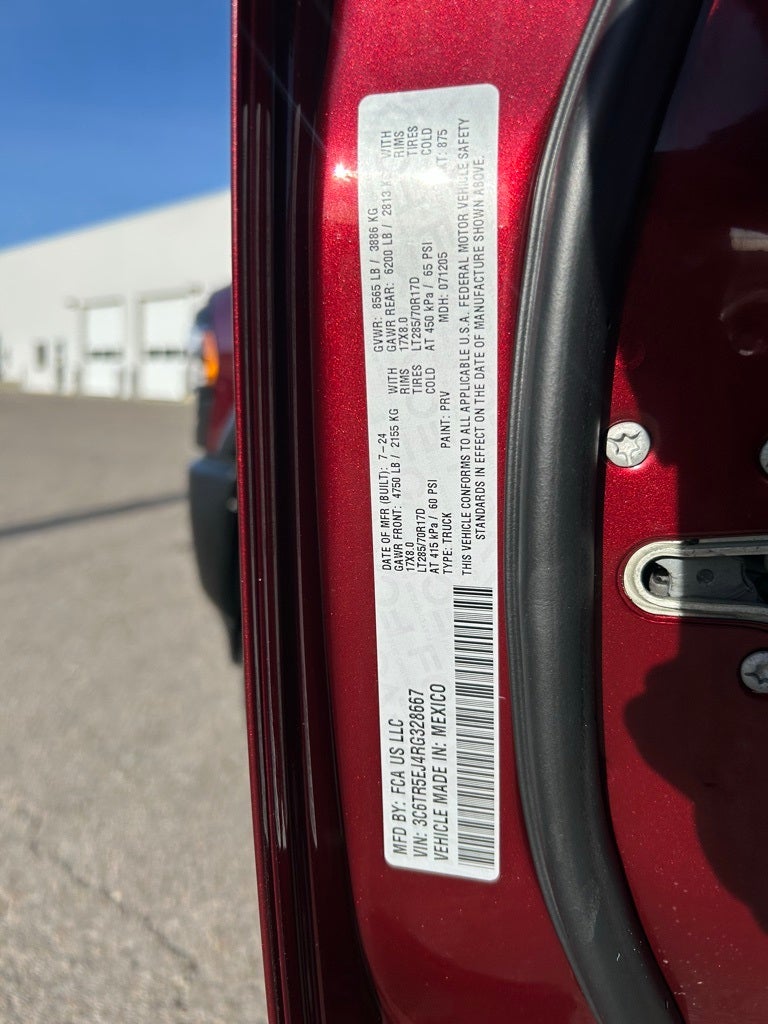 MFD BY: FCA US LLC
VIN: 3C6TR5EJ4RG328667
VEHICLE MADE IN: MEXICO
DATE OF MFR (BUILT): 7-24
GAWR FRONT: 4750 LB / 2155 KG WITH
17X8.0 RIMS
LT285/70R17D TIRES
AT 415 kPa / 60 PSI COLD
TYPE: TRUCK PAINT: PRV
GVWR: 8565 LB / 3886 KG
GAWR REAR: 6200 LB / 2813 WITH
17X8.0 RIMS
LT285/70R17D TIRES
AT 450 kPa / 65 PSI COLD
MDH: 071205 875
THIS VEHICLE CONFORMS TO ALL APPLICABLE U.S.A. FEDERAL MOTOR VEHICLE SAFETY
STANDARDS IN EFFECT ON THE DATE OF MANUFACTURE SHOWN ABOVE.